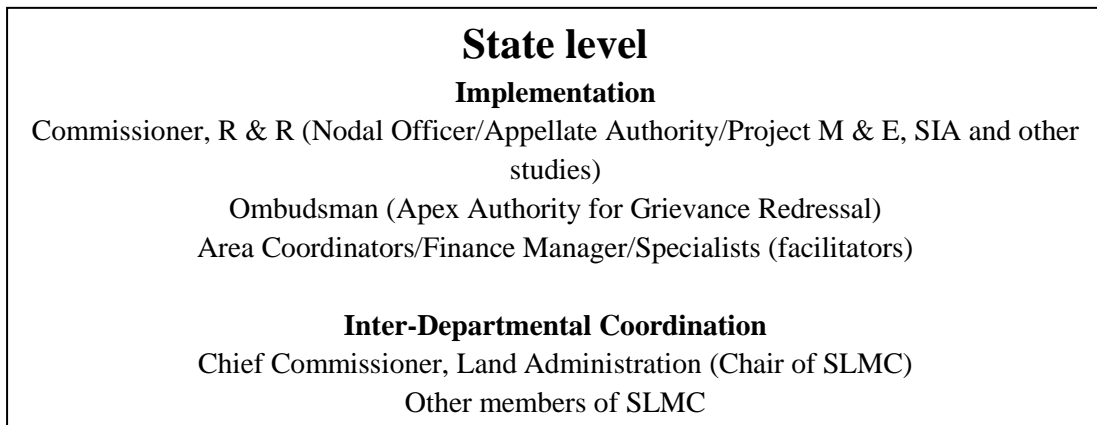 State level
Implementation
Commissioner, R & R (Nodal Officer/Appellate Authority/Project M & E, SIA and other
studies)
Ombudsman (Apex Authority for Grievance Redressal)
Area Coordinators/Finance Manager/Specialists (facilitators)
Inter-Departmental Coordination
Chief Commissioner, Land Administration (Chair of SLMC)
Other members of SLMC